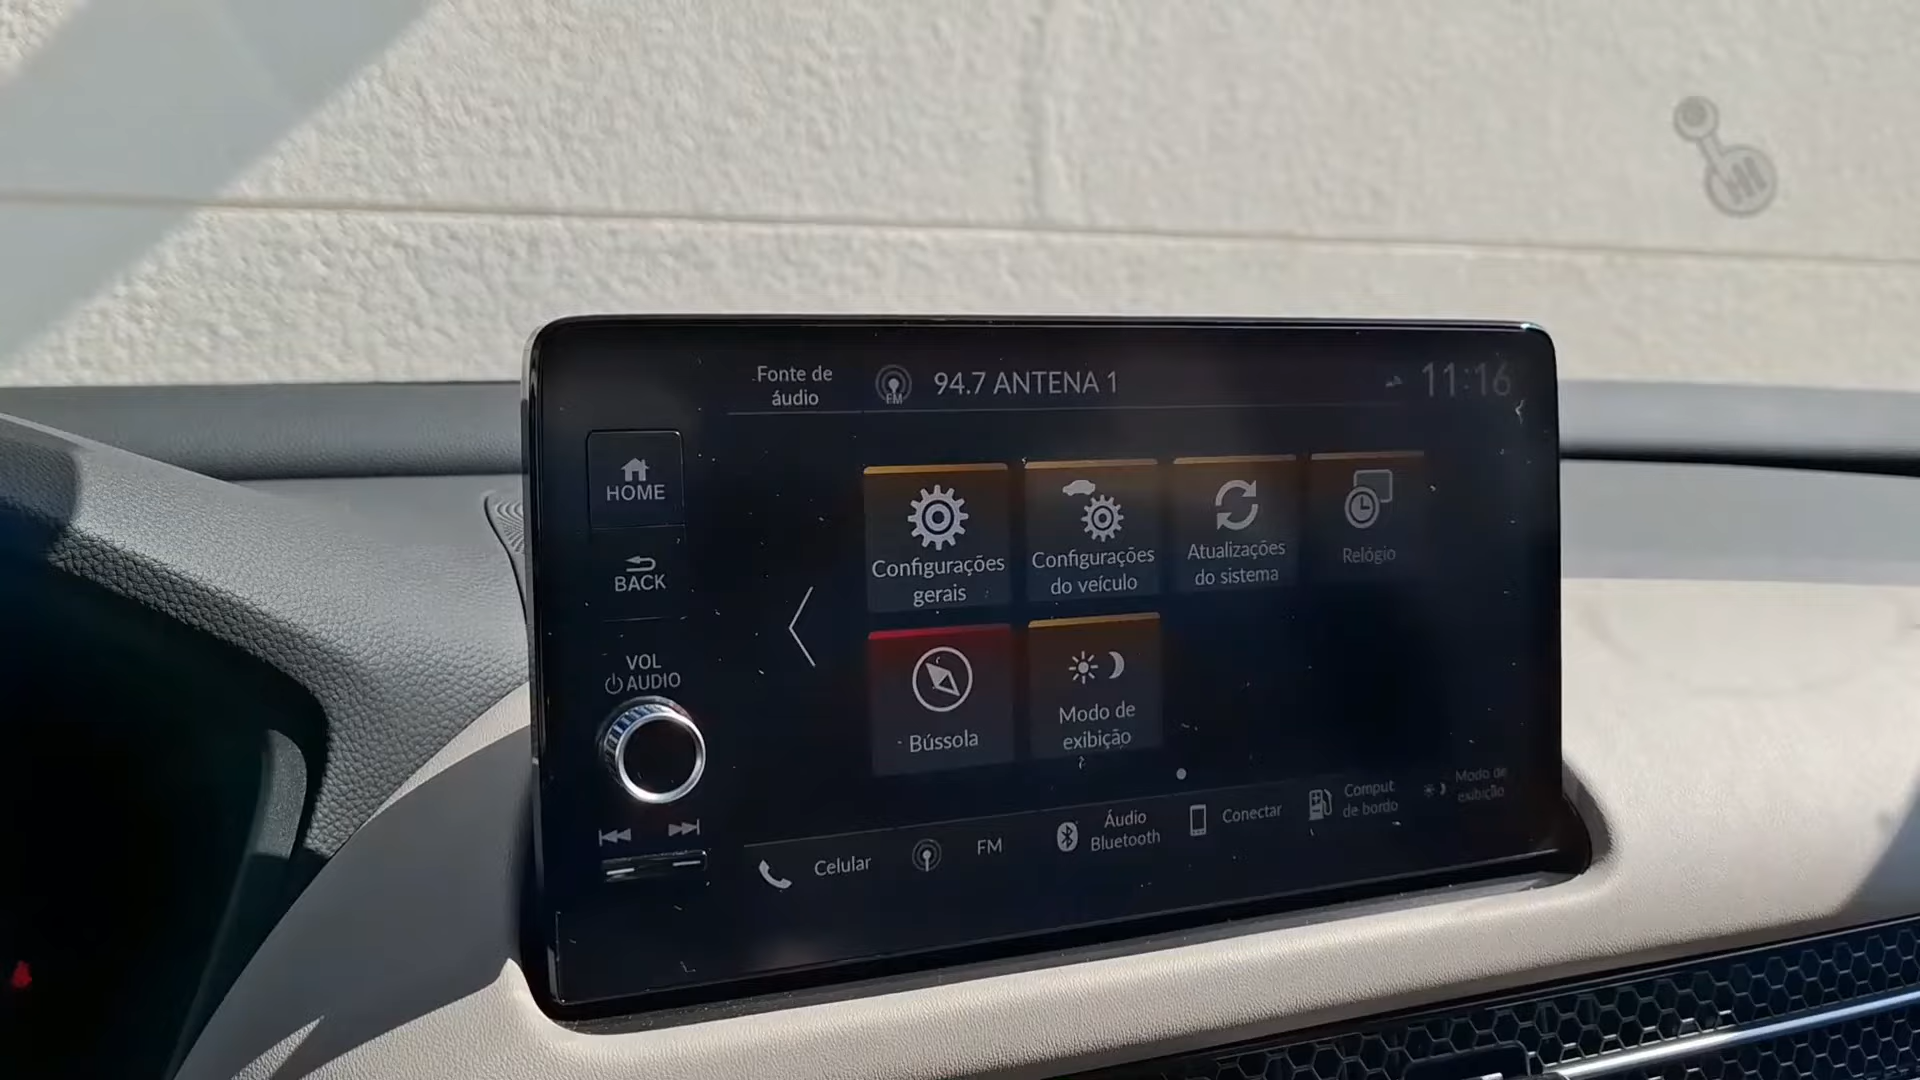 Fonte de
áudio
FM
94.7 ANTENA 1
11:16
HOME
BACK
VOL
AUDIO
Configurações
gerais
Configurações
do veículo
Atualizações
do sistema
Relógio
Bússola
Modo de
exibição
Celular
FM
Áudio
Bluetooth
Conectar
Comput
de bordo
Modo de
exibição